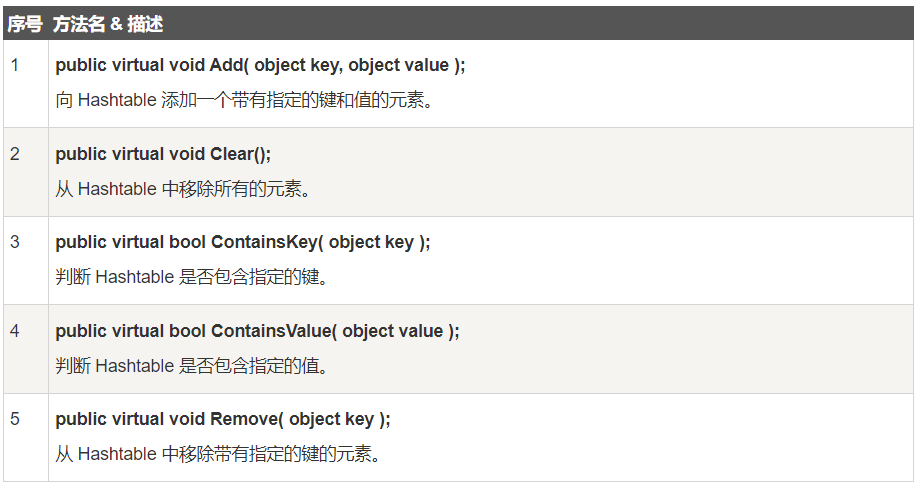 序号 方法名 & 描述
1 public virtual void Add( object key, object value );
向 Hashtable 添加一个带有指定的键和值的元素。
2 public virtual void Clear();
从 Hashtable 中移除所有的元素。
3 public virtual bool ContainsKey( object key );
判断 Hashtable 是否包含指定的键。
4 public virtual bool ContainsValue( object value );
判断 Hashtable 是否包含指定的值。
5 public virtual void Remove( object key );
从 Hashtable 中移除带有指定的键的元素。